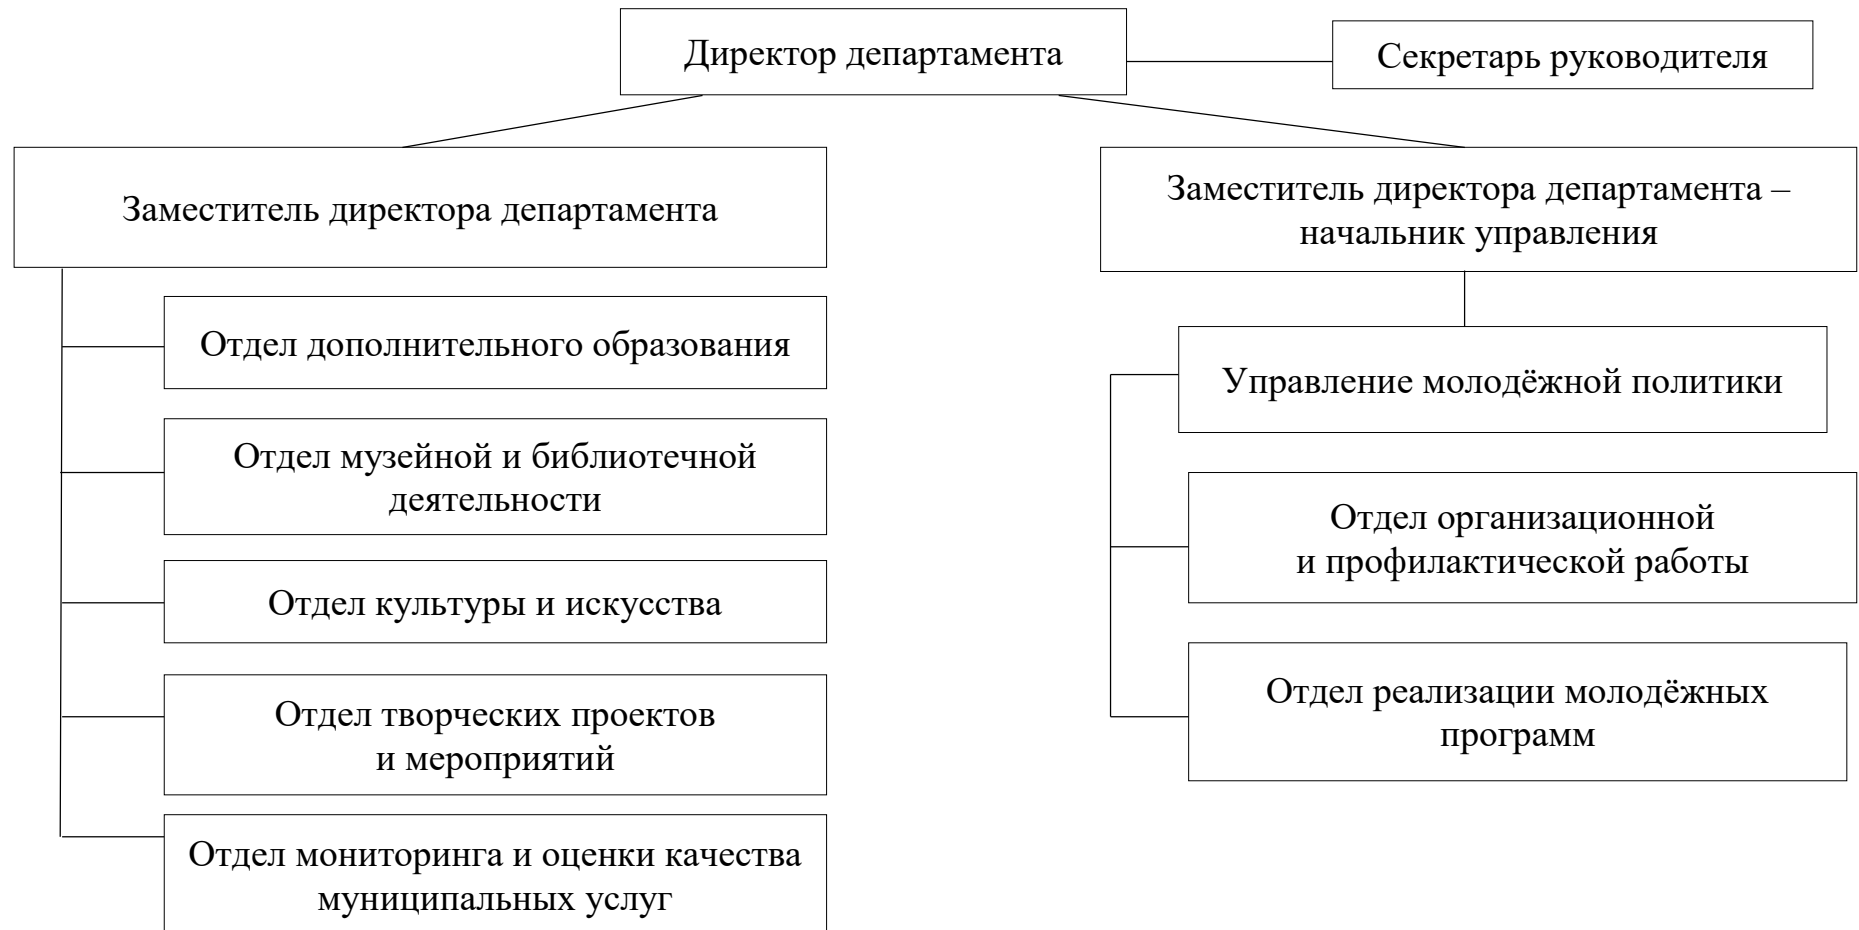 Директор департамента
Секретарь руководителя
Заместитель директора департамента
Заместитель директора департамента –
начальник управления
Отдел дополнительного образования
Отдел музейной и библиотечной
деятельности
Отдел культуры и искусства
Отдел творческих проектов
и мероприятий
Отдел мониторинга и оценки качества
муниципальных услуг
Управление молодёжной политики
Отдел организационной
и профилактической работы
Отдел реализации молодёжных
программ